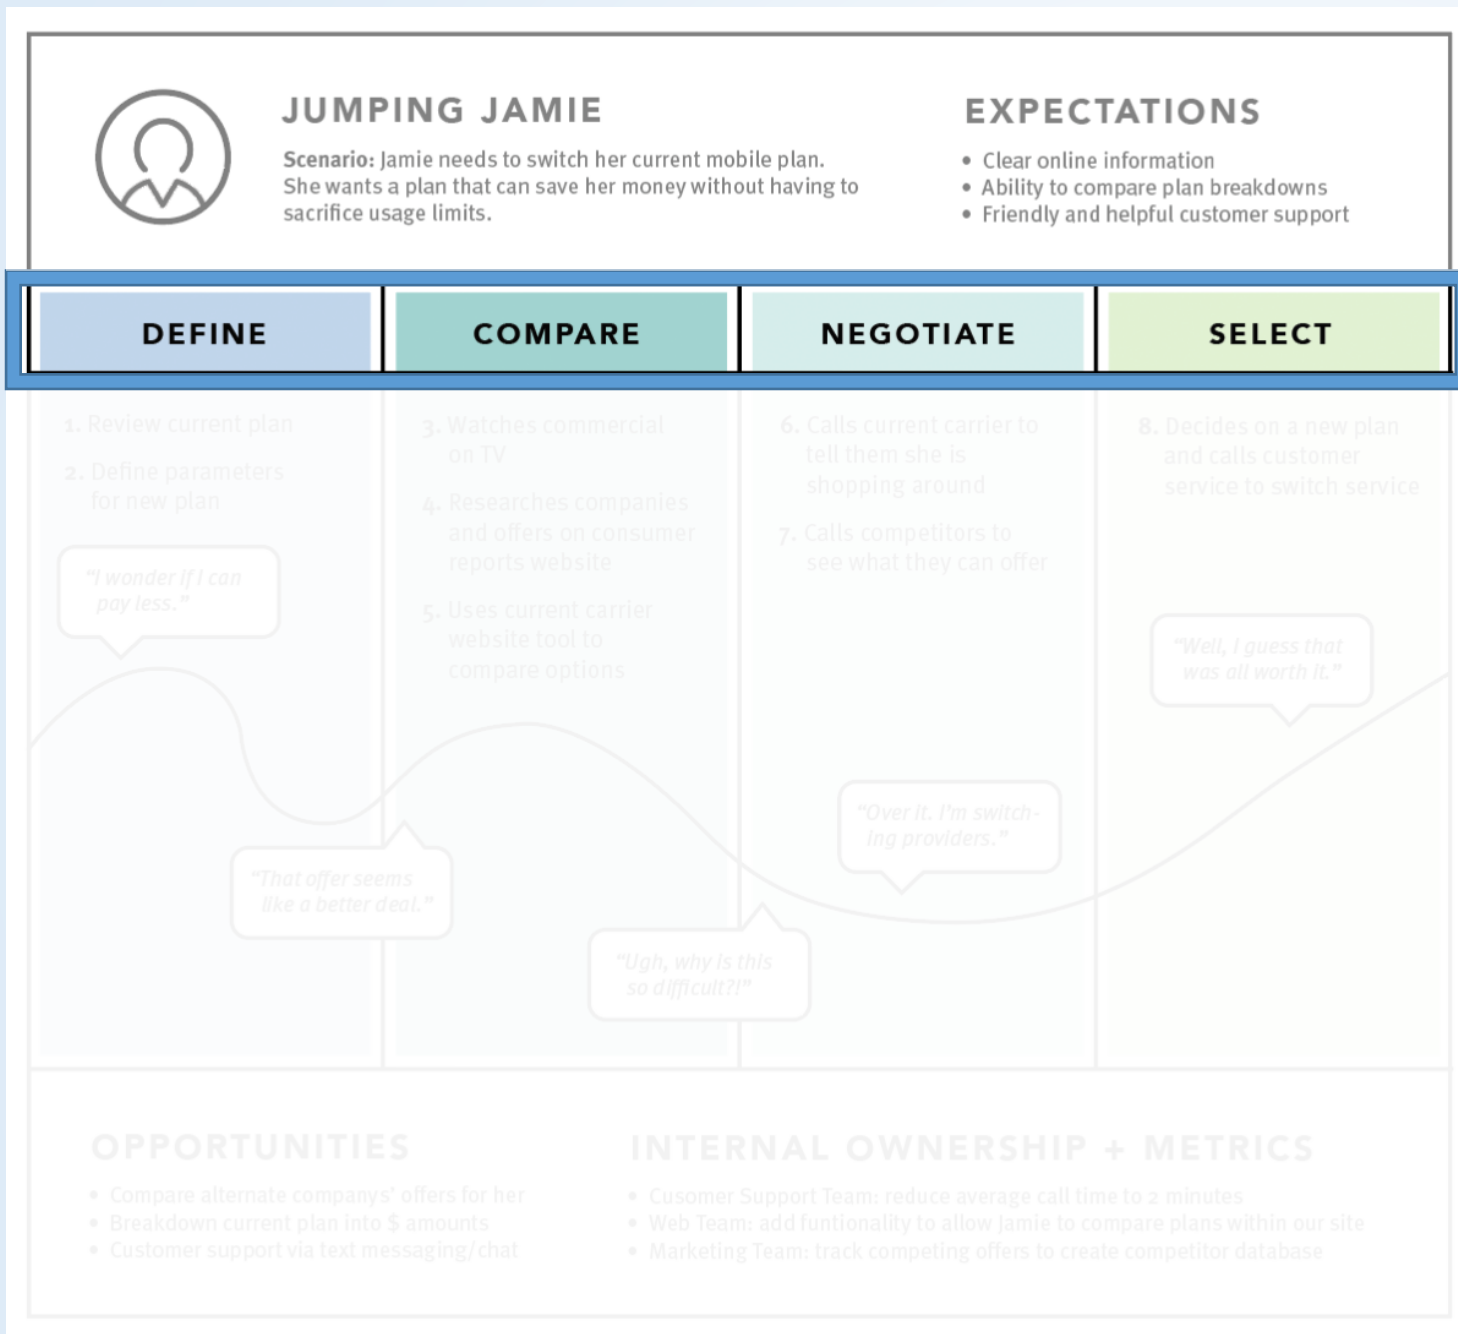 JUMPING JAMIE
Scenario: Jamie needs to switch her current mobile plan.
She wants a plan that can save her money without having to
sacrifice usage limits.
EXPECTATIONS
• Clear online information
• Ability to compare plan breakdowns
• Friendly and helpful customer support
DEFINE
COMPARE
NEGOTIATE
SELECT
1. Review current plan
2. Define parameters
for new plan
"I wonder if I can
pay less."
3. Watches commercial
on TV
4. Researches companies
and offers on consumer
reports website
5. Uses current carrier
website tool to
compare options
"That offer seems
like a better deal."
6. Calls current carrier to
tell them she is
shopping around
7. Calls competitors to
see what they can offer
"Ugh, why is this
so difficult?!"
"Over it. I'm switch-
ing providers."
8. Decides on a new plan
and calls customer
service to switch service
"Well, I guess that
was all worth it."
OPPORTUNITIES
• Compare alternate companys' offers for her
• Breakdown current plan into $ amounts
• Customer support via text messaging/chat
INTERNAL OWNERSHIP + METRICS
• Cusomer Support Team: reduce average call time to 2 minutes
• Web Team: add funtionality to allow Jamie to compare plans within our site
• Marketing Team: track competing offers to create competitor database